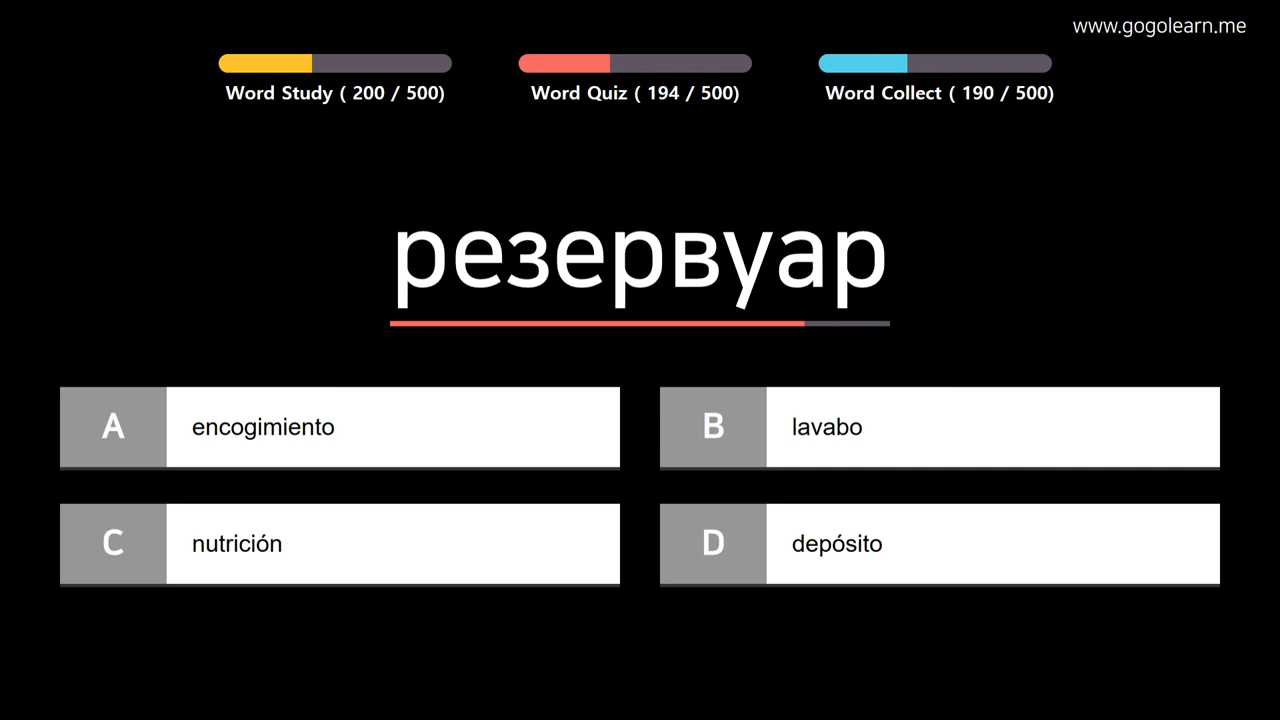 www.gogolearn.me
Word Study ( 200 / 500)
Word Quiz ( 194 / 500)
Word Collect ( 190 / 500)
резервуар
A encogimiento
B lavabo
C nutrición
D depósito